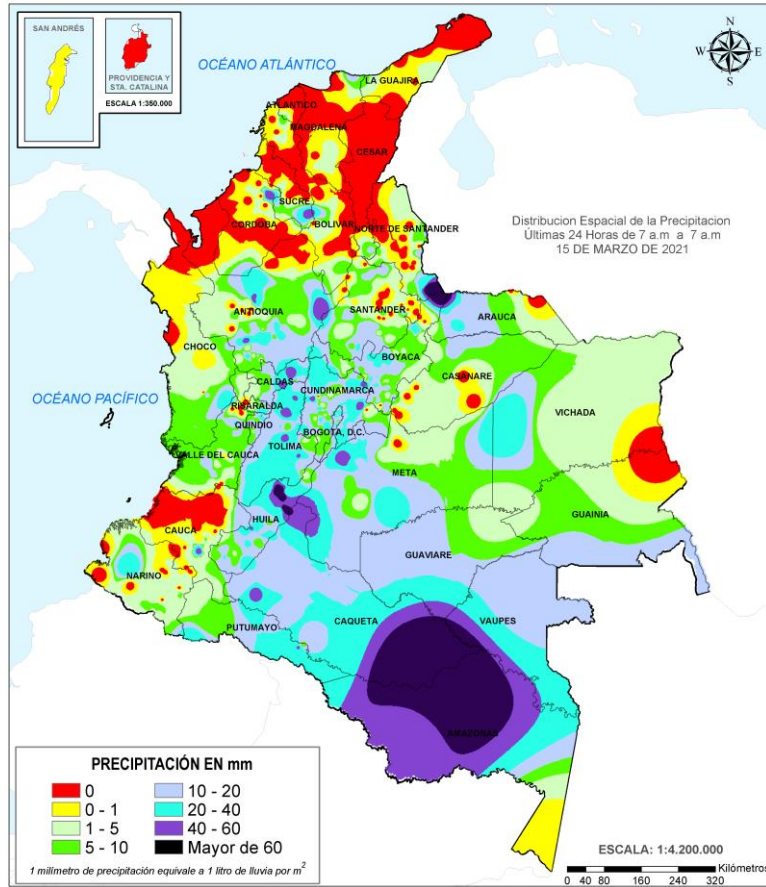 SAN ANDRÉS
PROVIDENCIA Y
STA. CATALINA
ESCALA 1:350.000
OCÉANO ATLÁNTICO
N
W E
S
LA GUAJIRA
ATLANTICO
MAGDALENA
CESAR
SUCRE
CORDOBA
BOLIVAR
NORTE DE SANTANDER
Distribucion Espacial de la Precipitacion
Últimas 24 Horas de 7 a.m a 7 a.m
15 DE MARZO DE 2021
ANTIOQUIA
SANTANDER
ARAUCA
CHOCO
BOYACA
OCÉANO PACÍFICO
CALDAS
CUNDINAMARCA
CASANARE
RISARALDA
VICHADA
QUINDIO
BOGOTA, D.C.
TOLIMA
VALLE DEL CAUCA
META
GUAINIA
HUILA
CAUCA
GUAVIARE
NARIÑO
PUTUMAYO
CAQUETA
VAUPES
AMAZONAS
PRECIPITACIÓN EN mm
0 10 - 20
0 - 1 20 - 40
1 - 5 40 - 60
5 - 10 Mayor de 60
1 milímetro de precipitación equivale a 1 litro de lluvia por m²
ESCALA: 1:4.200.000
Kilómetros
0 40 80 160 240 320